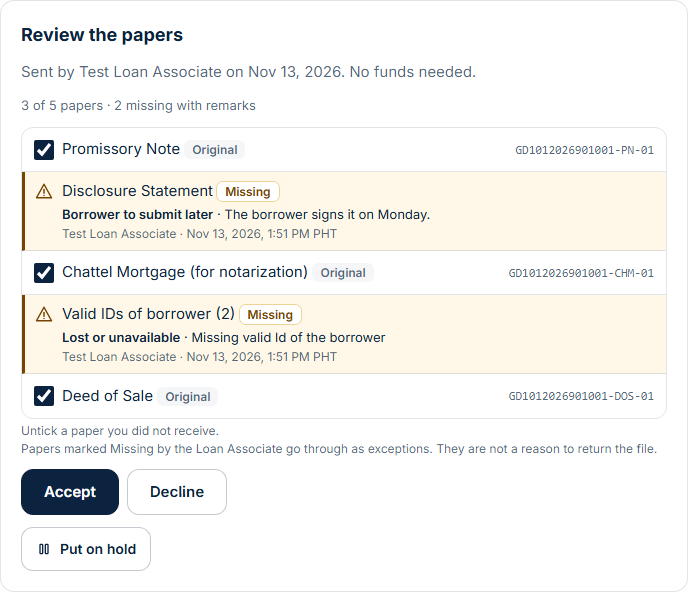 Review the papers
Sent by Test Loan Associate on Nov 13, 2026. No funds needed.
3 of 5 papers · 2 missing with remarks
Promissory Note Original GD1012026901001-PN-01
Disclosure Statement Missing
Borrower to submit later · The borrower signs it on Monday.
Test Loan Associate · Nov 13, 2026, 1:51 PM PHT
Chattel Mortgage (for notarization) Original GD1012026901001-CHM-01
Valid IDs of borrower (2) Missing
Lost or unavailable · Missing valid Id of the borrower
Test Loan Associate · Nov 13, 2026, 1:51 PM PHT
Deed of Sale Original GD1012026901001-DOS-01
Untick a paper you did not receive.
Papers marked Missing by the Loan Associate go through as exceptions. They are not a reason to return the file.
Accept Decline
Put on hold